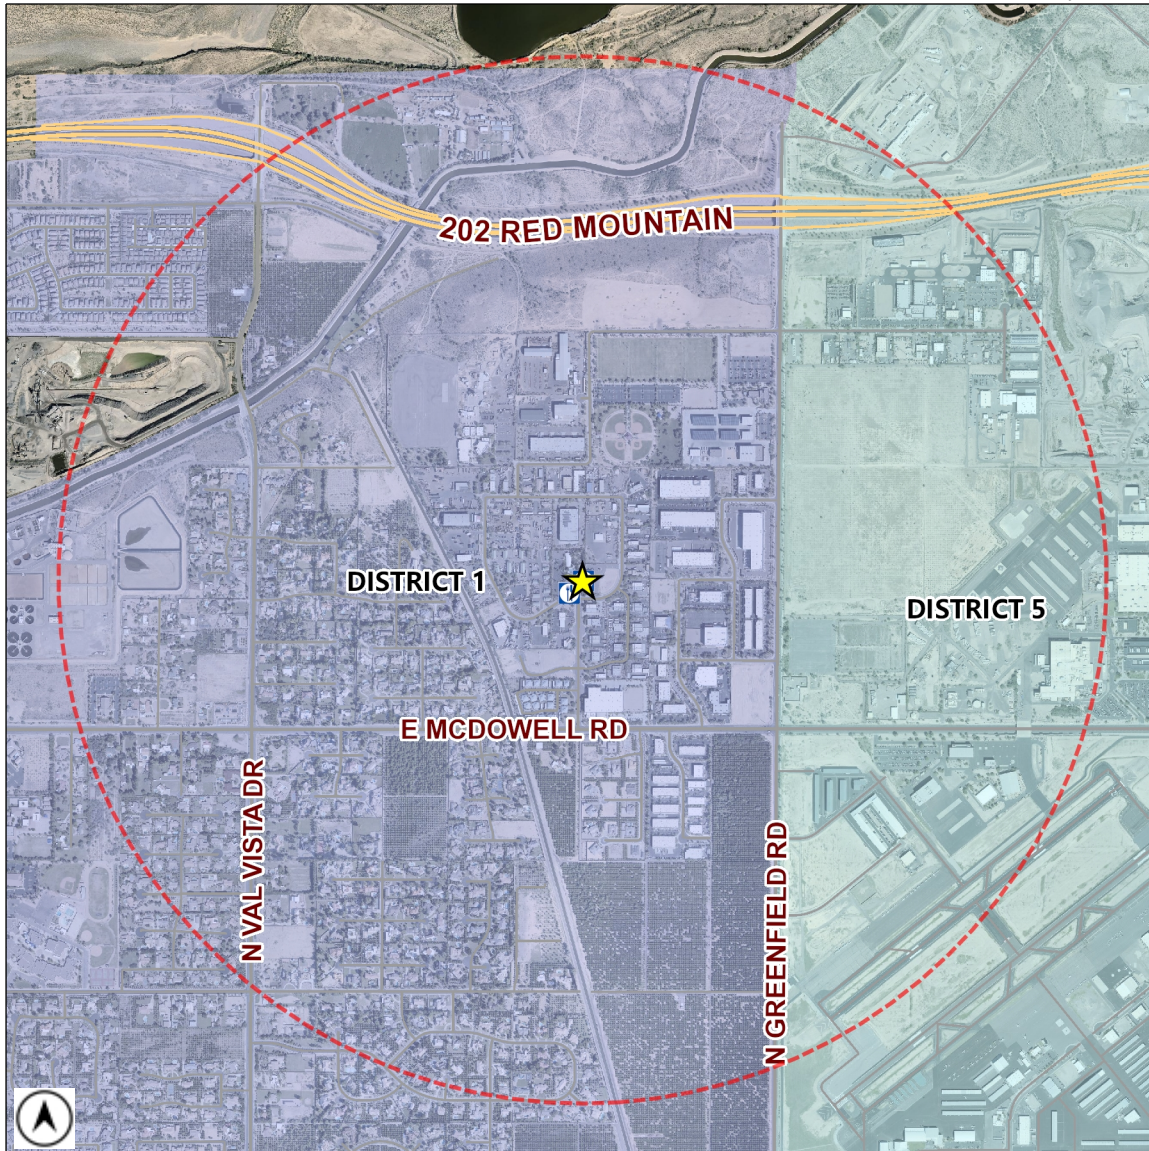 202 RED MOUNTAIN
DISTRICT 1
DISTRICT 5
E MCDOWELL RD
N VAL VISTA DR
N GREENFIELD RD